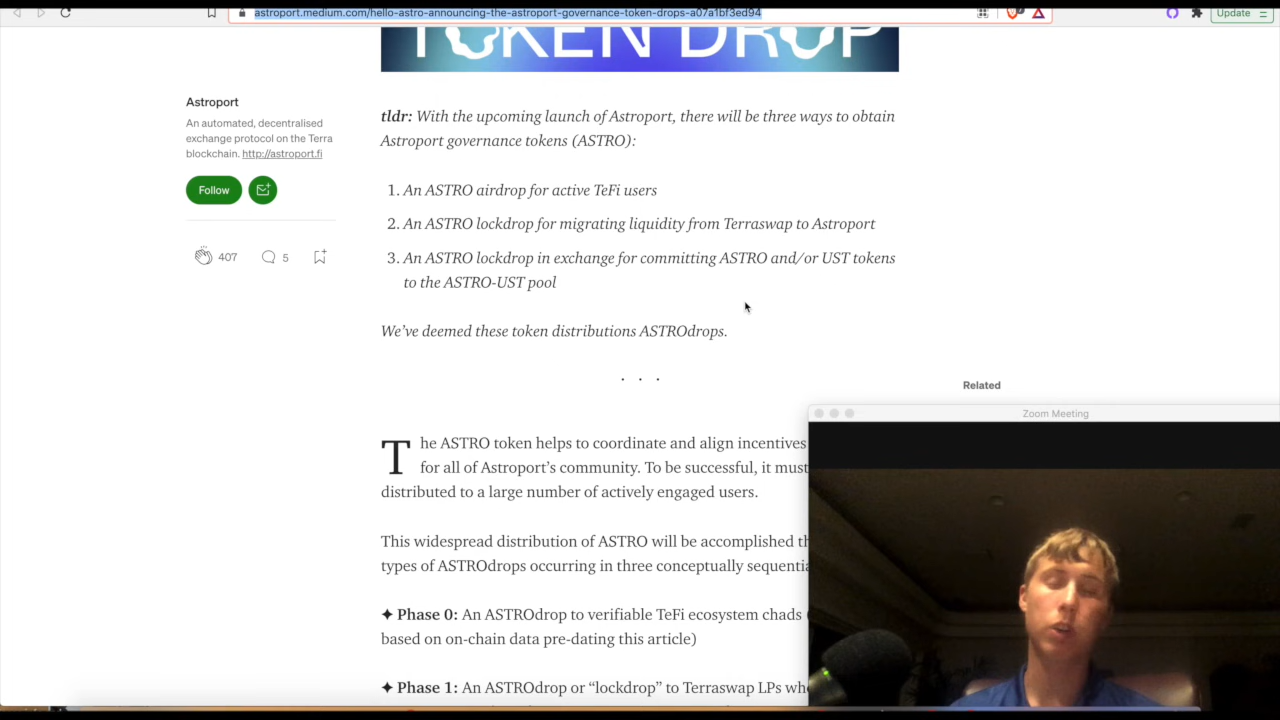 astroport.medium.com/hello-astro-announcing-the-astroport-governance-token-drops-a07a1bf3ed94
Update
TOKEN DROP
Astroport
An automated, decentralised
exchange protocol on the Terra
blockchain. http://astroport.fi
Follow
407
5
tldr: With the upcoming launch of Astroport, there will be three ways to obtain
Astroport governance tokens (ASTRO):
1. An ASTRO airdrop for active TeFi users
2. An ASTRO lockdrop for migrating liquidity from Terraswap to Astroport
3. An ASTRO lockdrop in exchange for committing ASTRO and/or UST tokens
to the ASTRO-UST pool
We’ve deemed these token distributions ASTROdrops.
. . .
Related
Zoom Meeting
The ASTRO token helps to coordinate and align incentives
for all of Astroport’s community. To be successful, it must
distributed to a large number of actively engaged users.
This widespread distribution of ASTRO will be accomplished
types of ASTROdrops occurring in three conceptually
✦ Phase 0: An ASTROdrop to verifiable TeFi ecosystem chads
based on on-chain data pre-dating this article)
✦ Phase 1: An ASTROdrop or “lockdrop” to Terraswap LPs